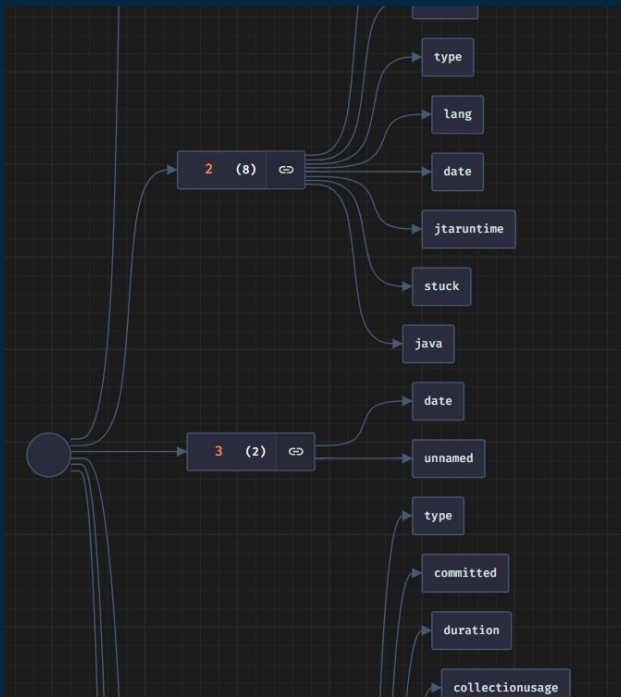 type
lang
2 (8)
date
jtaruntime
stuck
java
date
3 (2)
unnamed
type
committed
duration
collectionusage